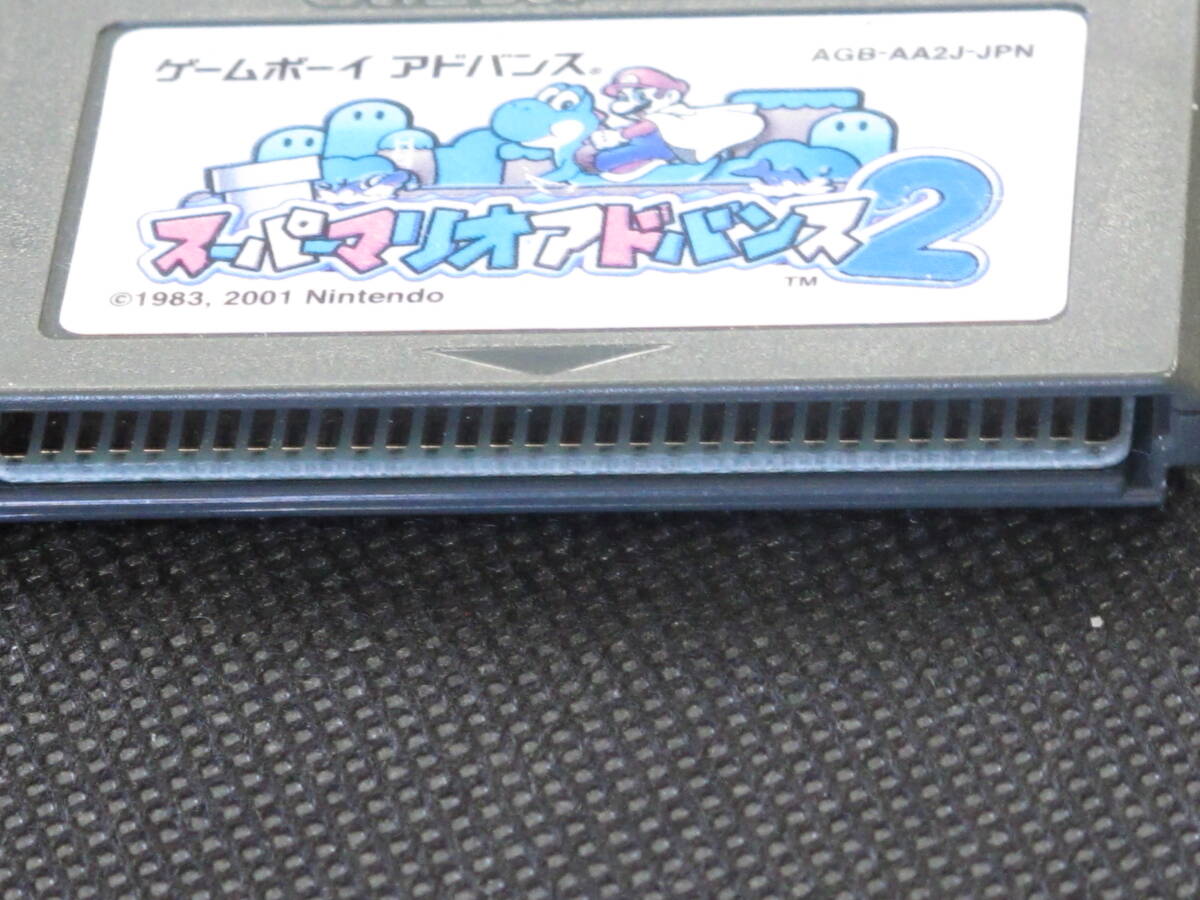 ゲームボーイ アドバンス®
AGB-AA2J-JPN
スーパーマリオアドバンス2
TM
©1983, 2001 Nintendo